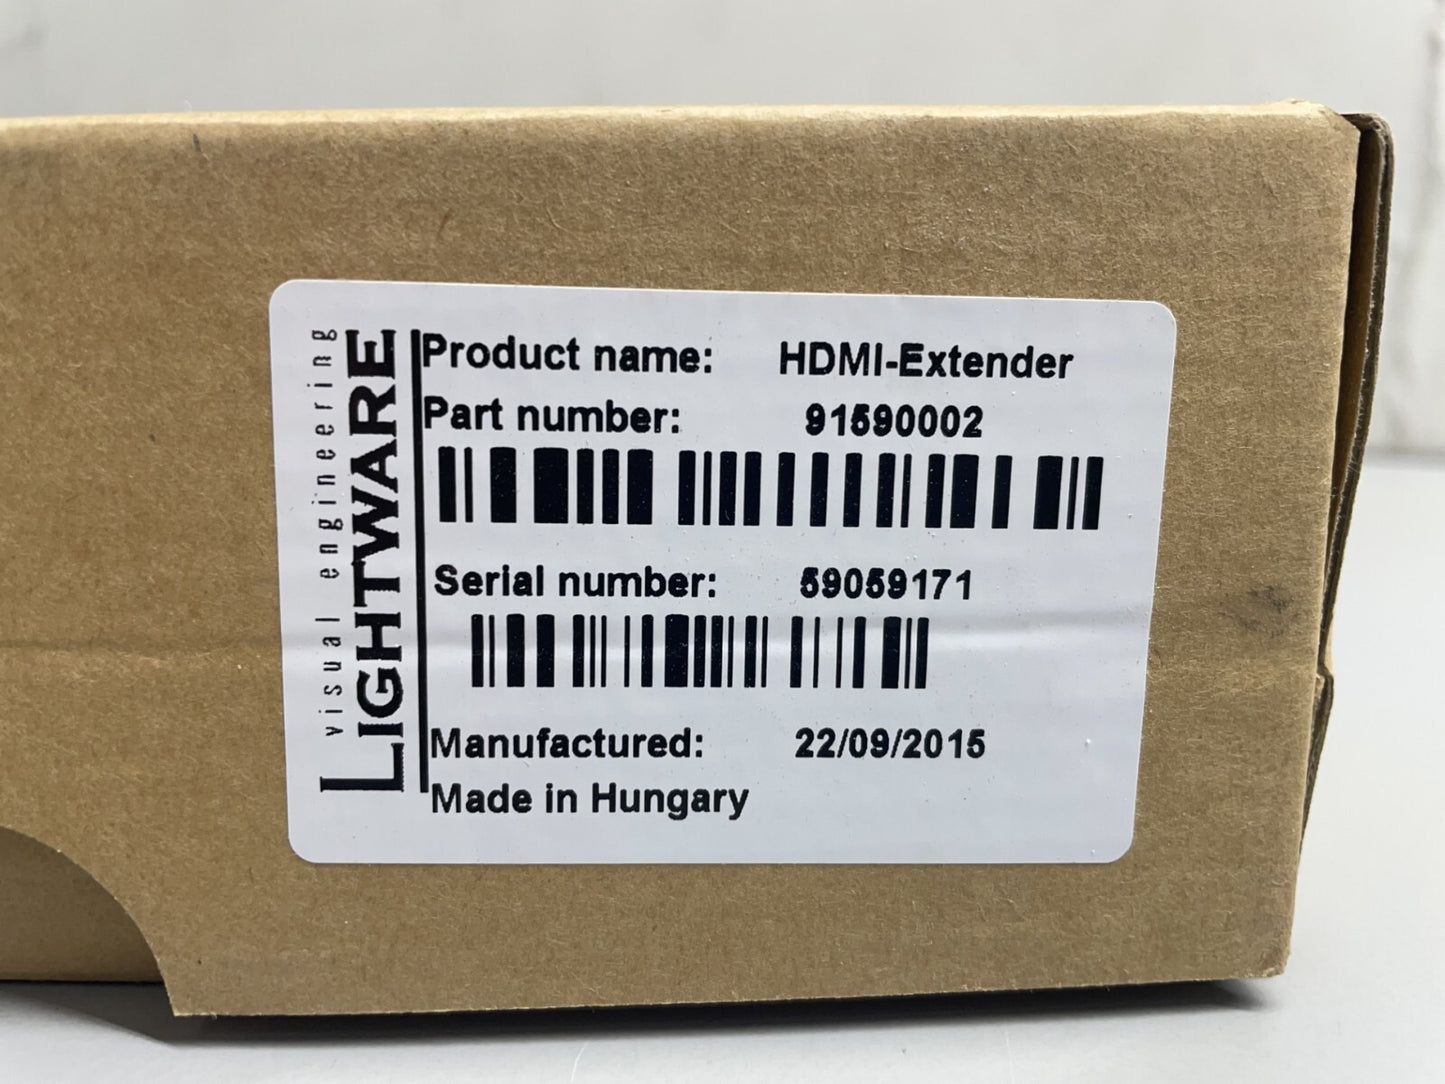 LIGHTWARE
visual engineering
Product name: HDMI-Extender
Part number: 91590002
Serial number: 59059171
Manufactured: 22/09/2015
Made in Hungary